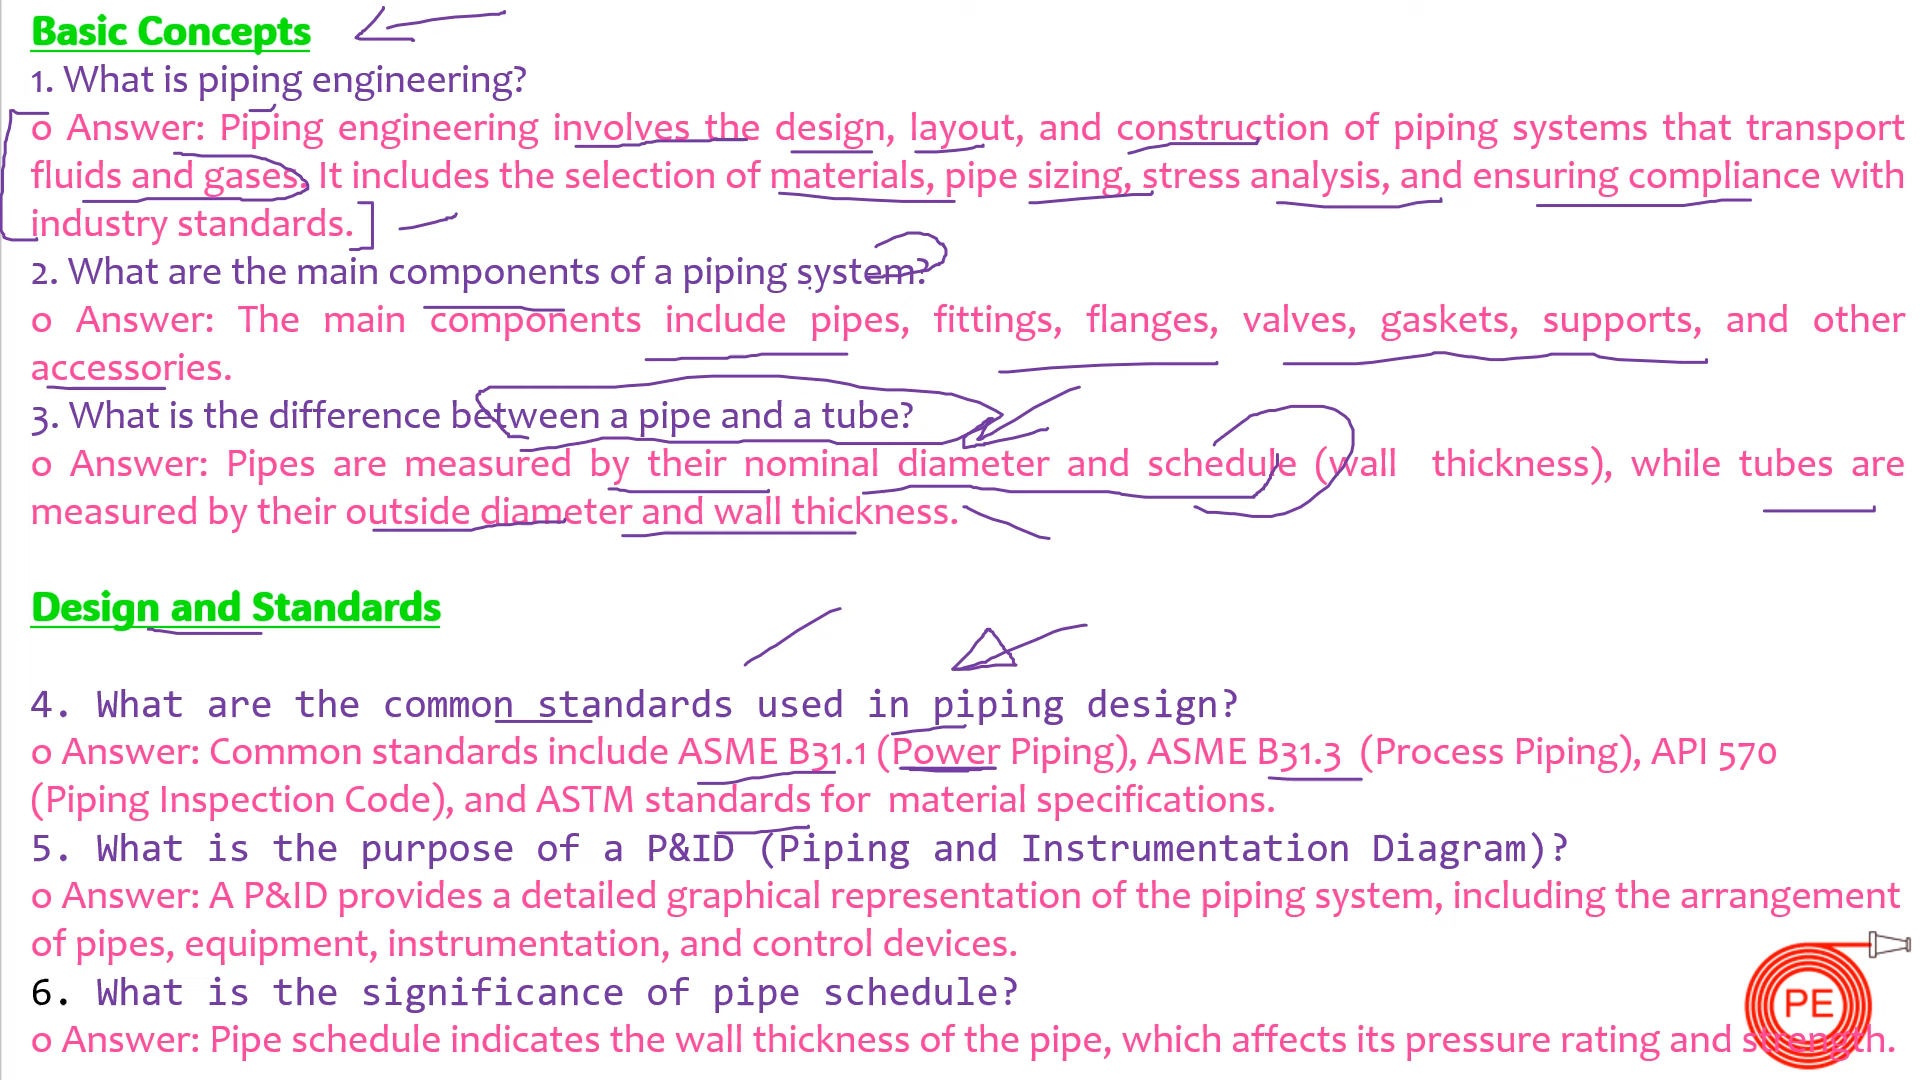 Basic Concepts
1. What is piping engineering?
o Answer: Piping engineering involves the design, layout, and construction of piping systems that transport
fluids and gases. It includes the selection of materials, pipe sizing, stress analysis, and ensuring compliance with
industry standards.
2. What are the main components of a piping system?
o Answer: The main components include pipes, fittings, flanges, valves, gaskets, supports, and other
accessories.
3. What is the difference between a pipe and a tube?
o Answer: Pipes are measured by their nominal diameter and schedule (wall thickness), while tubes are
measured by their outside diameter and wall thickness.
Design and Standards
4. What are the common standards used in piping design?
o Answer: Common standards include ASME B31.1 (Power Piping), ASME B31.3 (Process Piping), API 570
(Piping Inspection Code), and ASTM standards for material specifications.
5. What is the purpose of a P&ID (Piping and Instrumentation Diagram)?
o Answer: A P&ID provides a detailed graphical representation of the piping system, including the arrangement
of pipes, equipment, instrumentation, and control devices.
6. What is the significance of pipe schedule?
PE
o Answer: Pipe schedule indicates the wall thickness of the pipe, which affects its pressure rating and strength.